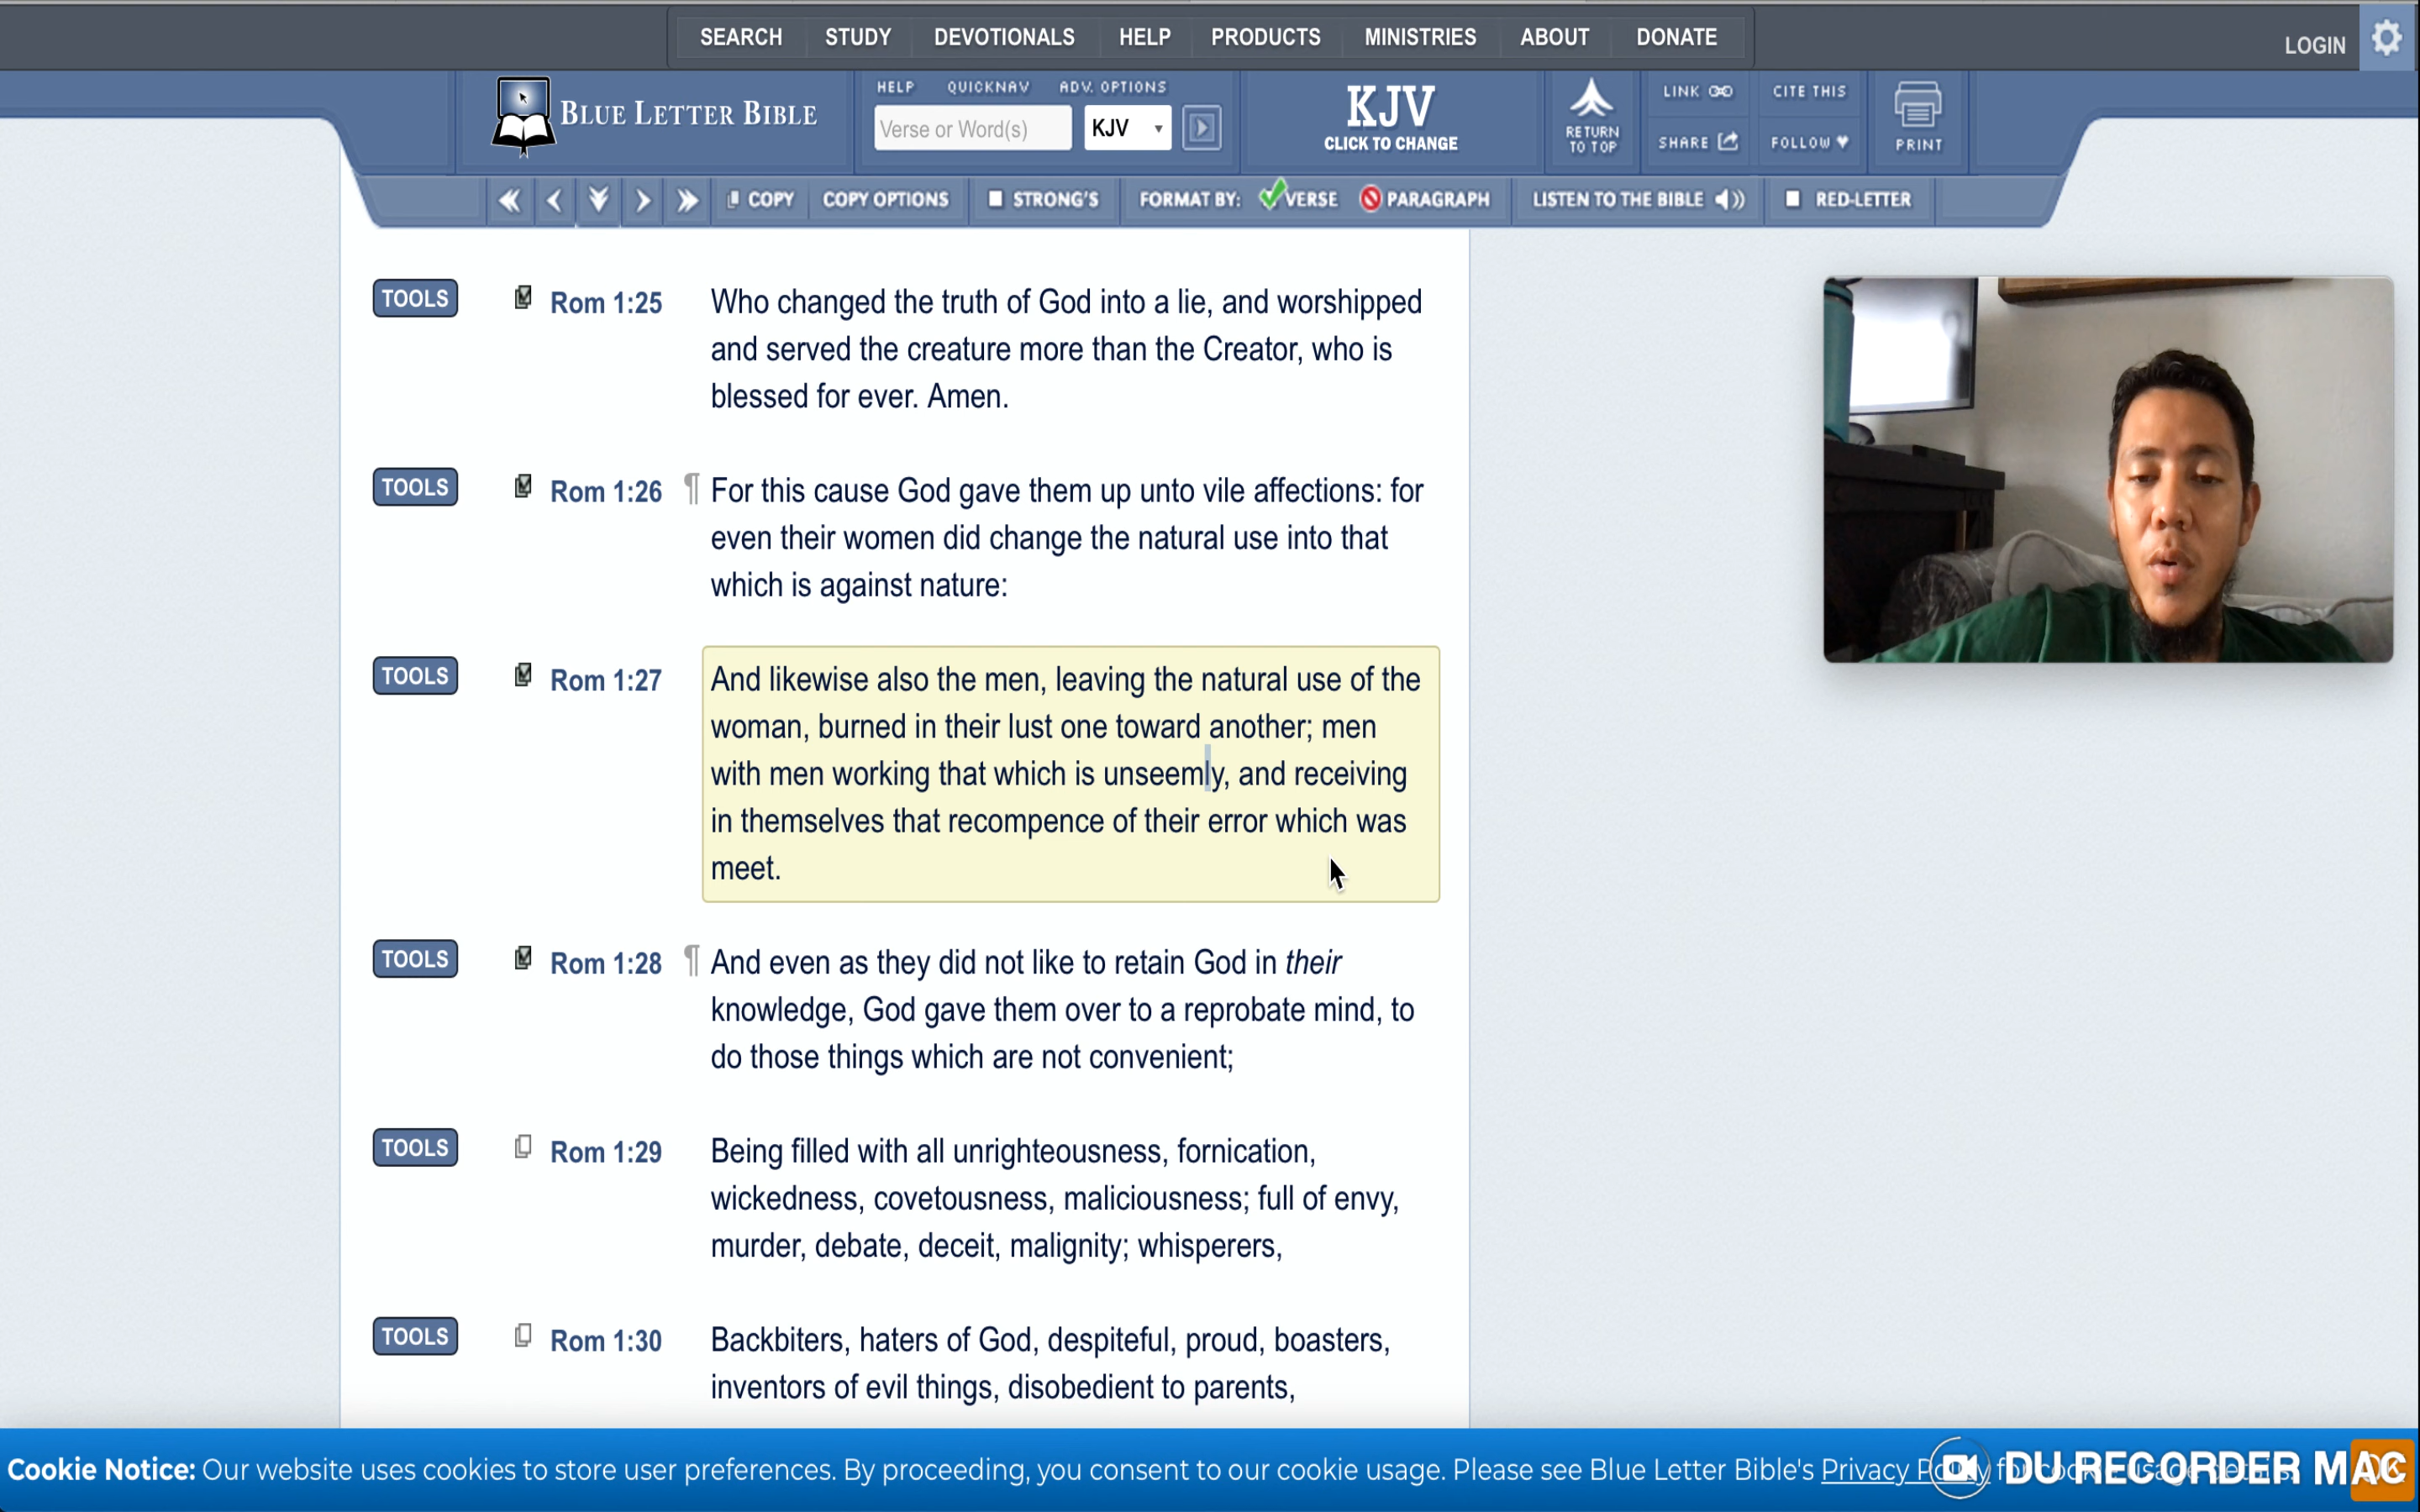 SEARCH STUDY DEVOTIONALS HELP PRODUCTS MINISTRIES ABOUT DONATE
LOGIN
BLUE LETTER BIBLE
HELP QUICKNAV ADV. OPTIONS
Verse or Word(s) KJV
KJV
CLICK TO CHANGE
RETURN
TO TOP
LINK CITE THIS
SHARE FOLLOW
PRINT
COPY COPY OPTIONS STRONG'S FORMAT BY: VERSE PARAGRAPH LISTEN TO THE BIBLE RED-LETTER
TOOLS Rom 1:25 Who changed the truth of God into a lie, and worshipped
and served the creature more than the Creator, who is
blessed for ever. Amen.
TOOLS Rom 1:26 ¶ For this cause God gave them up unto vile affections: for
even their women did change the natural use into that
which is against nature:
TOOLS Rom 1:27 And likewise also the men, leaving the natural use of the
woman, burned in their lust one toward another; men
with men working that which is unseemly, and receiving
in themselves that recompence of their error which was
meet.
TOOLS Rom 1:28 ¶ And even as they did not like to retain God in their
knowledge, God gave them over to a reprobate mind, to
do those things which are not convenient;
TOOLS Rom 1:29 Being filled with all unrighteousness, fornication,
wickedness, covetousness, maliciousness; full of envy,
murder, debate, deceit, malignity; whisperers,
TOOLS Rom 1:30 Backbiters, haters of God, despiteful, proud, boasters,
inventors of evil things, disobedient to parents,
Cookie Notice: Our website uses cookies to store user preferences. By proceeding, you consent to our cookie usage. Please see Blue Letter Bible's Privacy
DU RECORDER MAC